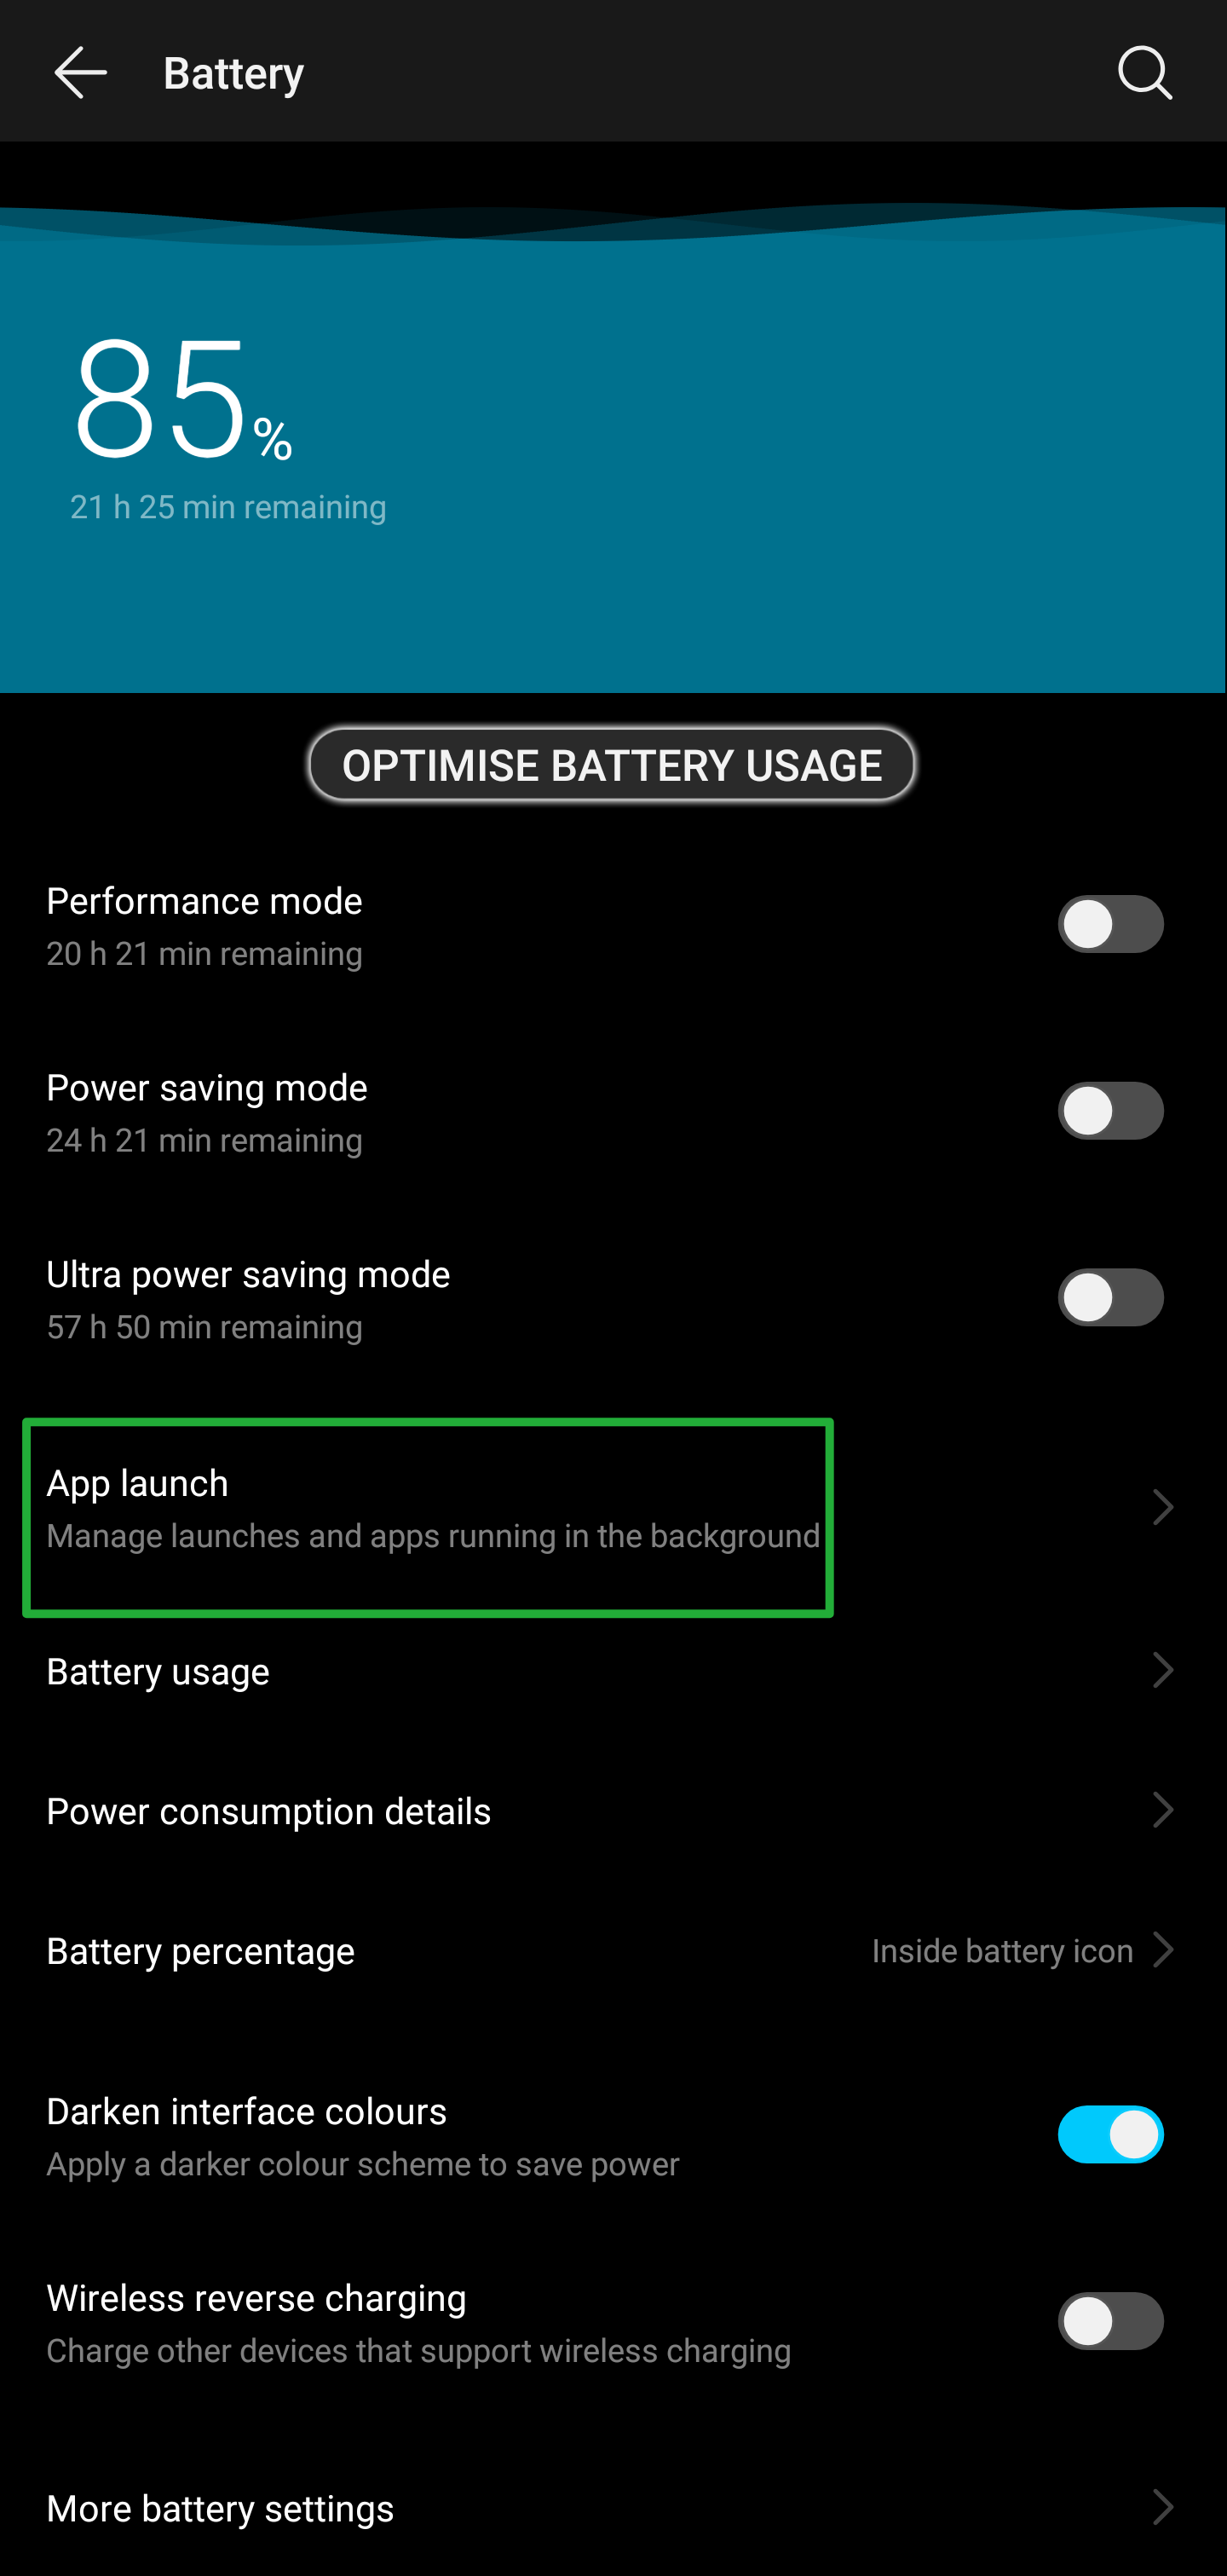 Battery
85%
21 h 25 min remaining
OPTIMISE BATTERY USAGE
Performance mode
20 h 21 min remaining
Power saving mode
24 h 21 min remaining
Ultra power saving mode
57 h 50 min remaining
App launch
Manage launches and apps running in the background
Battery usage
Power consumption details
Battery percentage Inside battery icon
Darken interface colours
Apply a darker colour scheme to save power
Wireless reverse charging
Charge other devices that support wireless charging
More battery settings